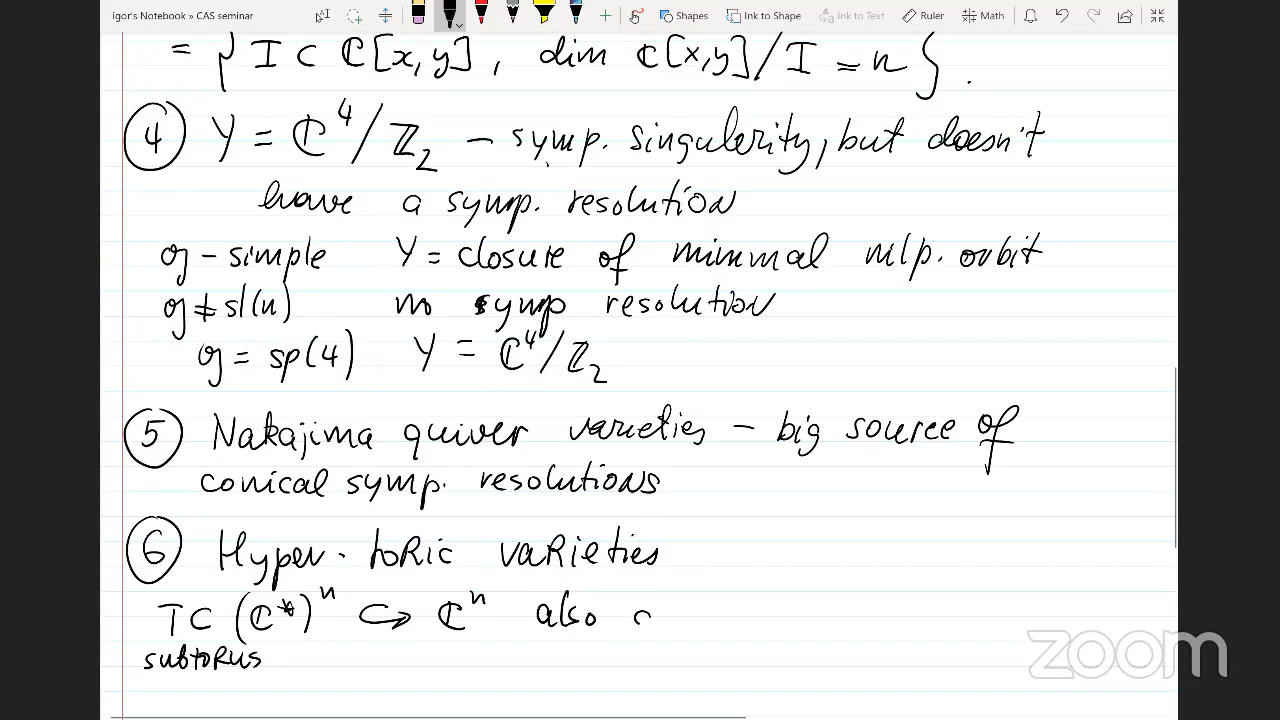 igor's Notebook » CAS seminar
Shapes Ink to Shape Ink to Text Ruler Math
= { I ⊂ ℂ[x,y], dim ℂ[x,y]/I = n }.
④ Y = ℂ⁴/ℤ₂ – symp. singularity, but doesn't
have a symp. resolution
𝔤 – simple Y = closure of minimal nilp. orbit
𝔤 ≠ sl(n) no symp resolution
𝔤 = sp(4) Y = ℂ⁴/ℤ₂
⑤ Nakajima quiver varieties – big source of
conical symp. resolutions
⑥ Hyper-toric varieties
T ⊂ (ℂ*)ⁿ ↪ ℂⁿ also
subtorus
zoom